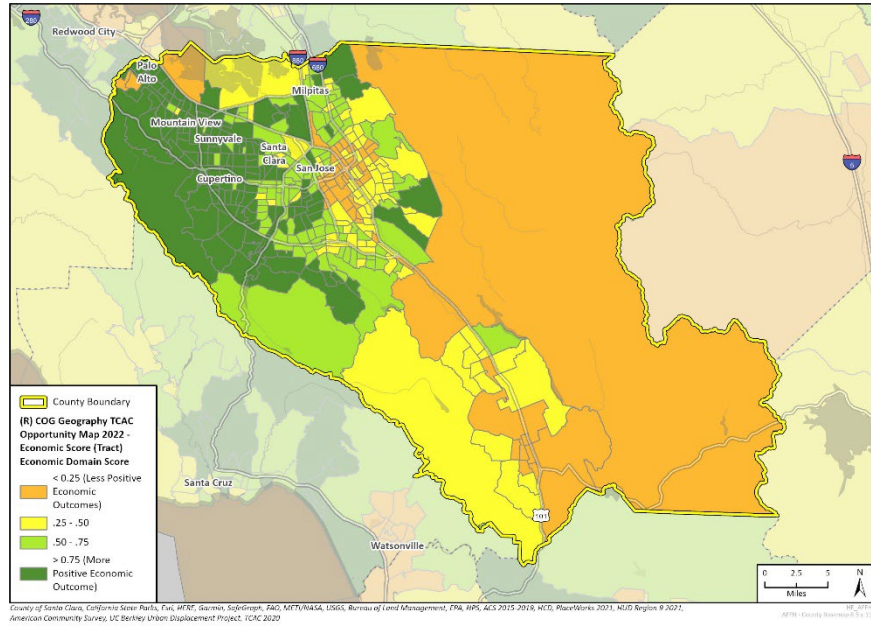 280
Redwood City
880
680
Palo
Alto
Milpitas
Mountain View
Sunnyvale
Santa
Clara
San Jose
Cupertino
5
County Boundary
(R) COG Geography TCAC
Opportunity Map 2022 -
Economic Score (Tract)
Economic Domain Score
< 0.25 (Less Positive
Economic
Outcomes)
.25 - .50
.50 - .75
> 0.75 (More
Positive Economic
Outcome)
Santa Cruz
101
Watsonville
0 2.5 5
Miles
N
County of Santa Clara, California State Parks, Esri, HERE, Garmin, SafeGraph, FAO, METI/NASA, USGS, Bureau of Land Management, EPA, NPS, ACS 2015-2019, HCD, PlaceWorks 2021, HUD Region 9 2021,
American Community Survey, UC Berkley Urban Displacement Project, TCAC 2020